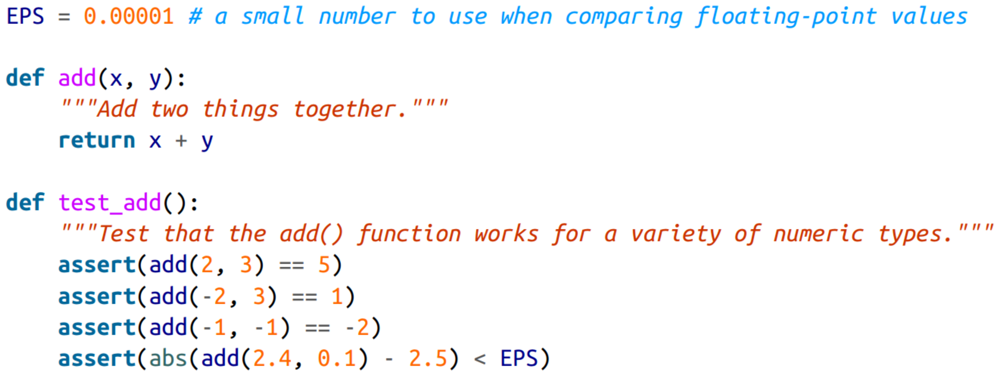 EPS = 0.00001 # a small number to use when comparing floating-point values
def add(x, y):
    """Add two things together."""
    return x + y
def test_add():
    """Test that the add() function works for a variety of numeric types."""
    assert(add(2, 3) == 5)
    assert(add(-2, 3) == 1)
    assert(add(-1, -1) == -2)
    assert(abs(add(2.4, 0.1) - 2.5) < EPS)